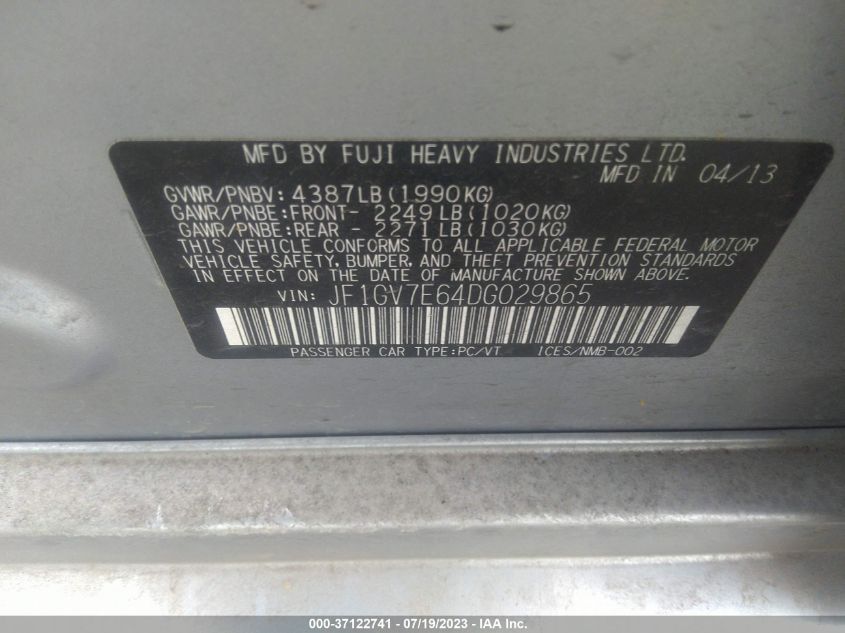 MFD BY FUJI HEAVY INDUSTRIES LTD.
MFD IN 04/13
GVWR/PNBV: 4387LB(1990KG)
GAWR/PNBE:FRONT- 2249LB(1020KG)
GAWR/PNBE:REAR - 2271LB(1030KG)
THIS VEHICLE CONFORMS TO ALL APPLICABLE FEDERAL MOTOR
VEHICLE SAFETY, BUMPER, AND THEFT PREVENTION STANDARDS
IN EFFECT ON THE DATE OF MANUFACTURE SHOWN ABOVE.
VIN: JF1GV7E64DG029865
PASSENGER CAR TYPE:PC/VT ICES/NMB-002
000-37122741 - 07/19/2023 - IAA Inc.